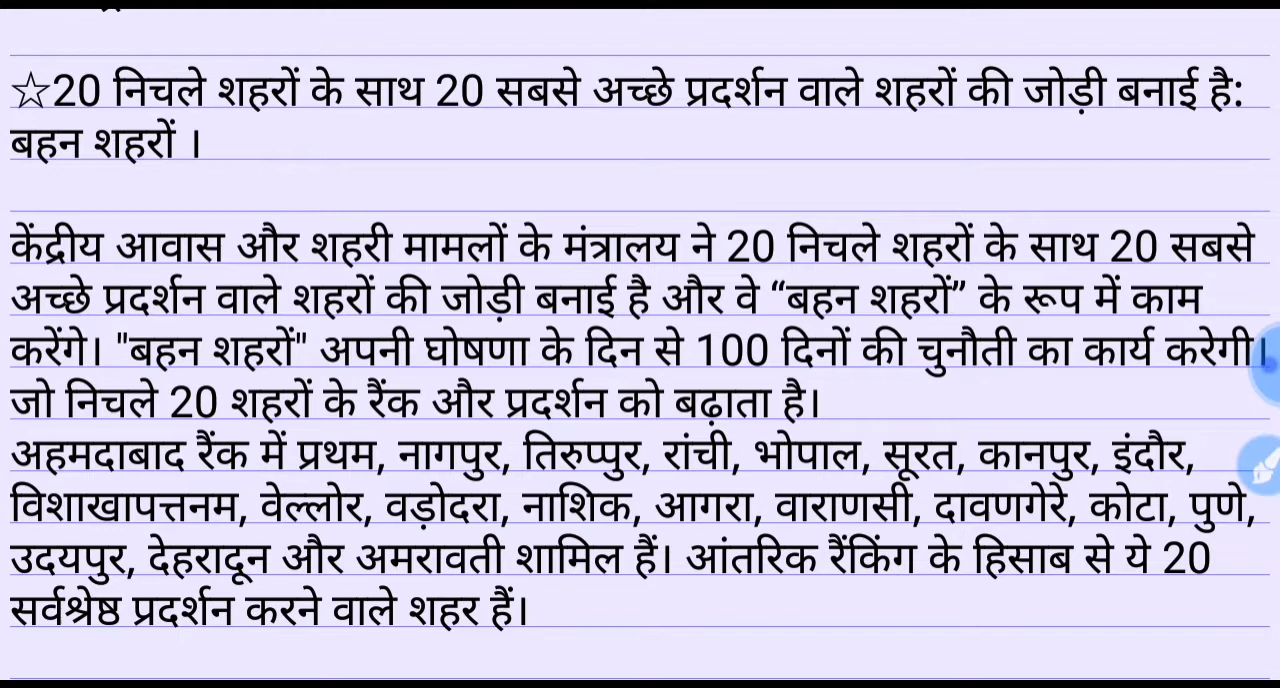 ☆20 निचले शहरों के साथ 20 सबसे अच्छे प्रदर्शन वाले शहरों की जोड़ी बनाई है:
बहन शहरों ।
केंद्रीय आवास और शहरी मामलों के मंत्रालय ने 20 निचले शहरों के साथ 20 सबसे
अच्छे प्रदर्शन वाले शहरों की जोड़ी बनाई है और वे “बहन शहरों” के रूप में काम
करेंगे। "बहन शहरों" अपनी घोषणा के दिन से 100 दिनों की चुनौती का कार्य करेगी।
जो निचले 20 शहरों के रैंक और प्रदर्शन को बढ़ाता है।
अहमदाबाद रैंक में प्रथम, नागपुर, तिरुप्पुर, रांची, भोपाल, सूरत, कानपुर, इंदौर,
विशाखापत्तनम, वेल्लोर, वड़ोदरा, नाशिक, आगरा, वाराणसी, दावणगेरे, कोटा, पुणे,
उदयपुर, देहरादून और अमरावती शामिल हैं। आंतरिक रैंकिंग के हिसाब से ये 20
सर्वश्रेष्ठ प्रदर्शन करने वाले शहर हैं।